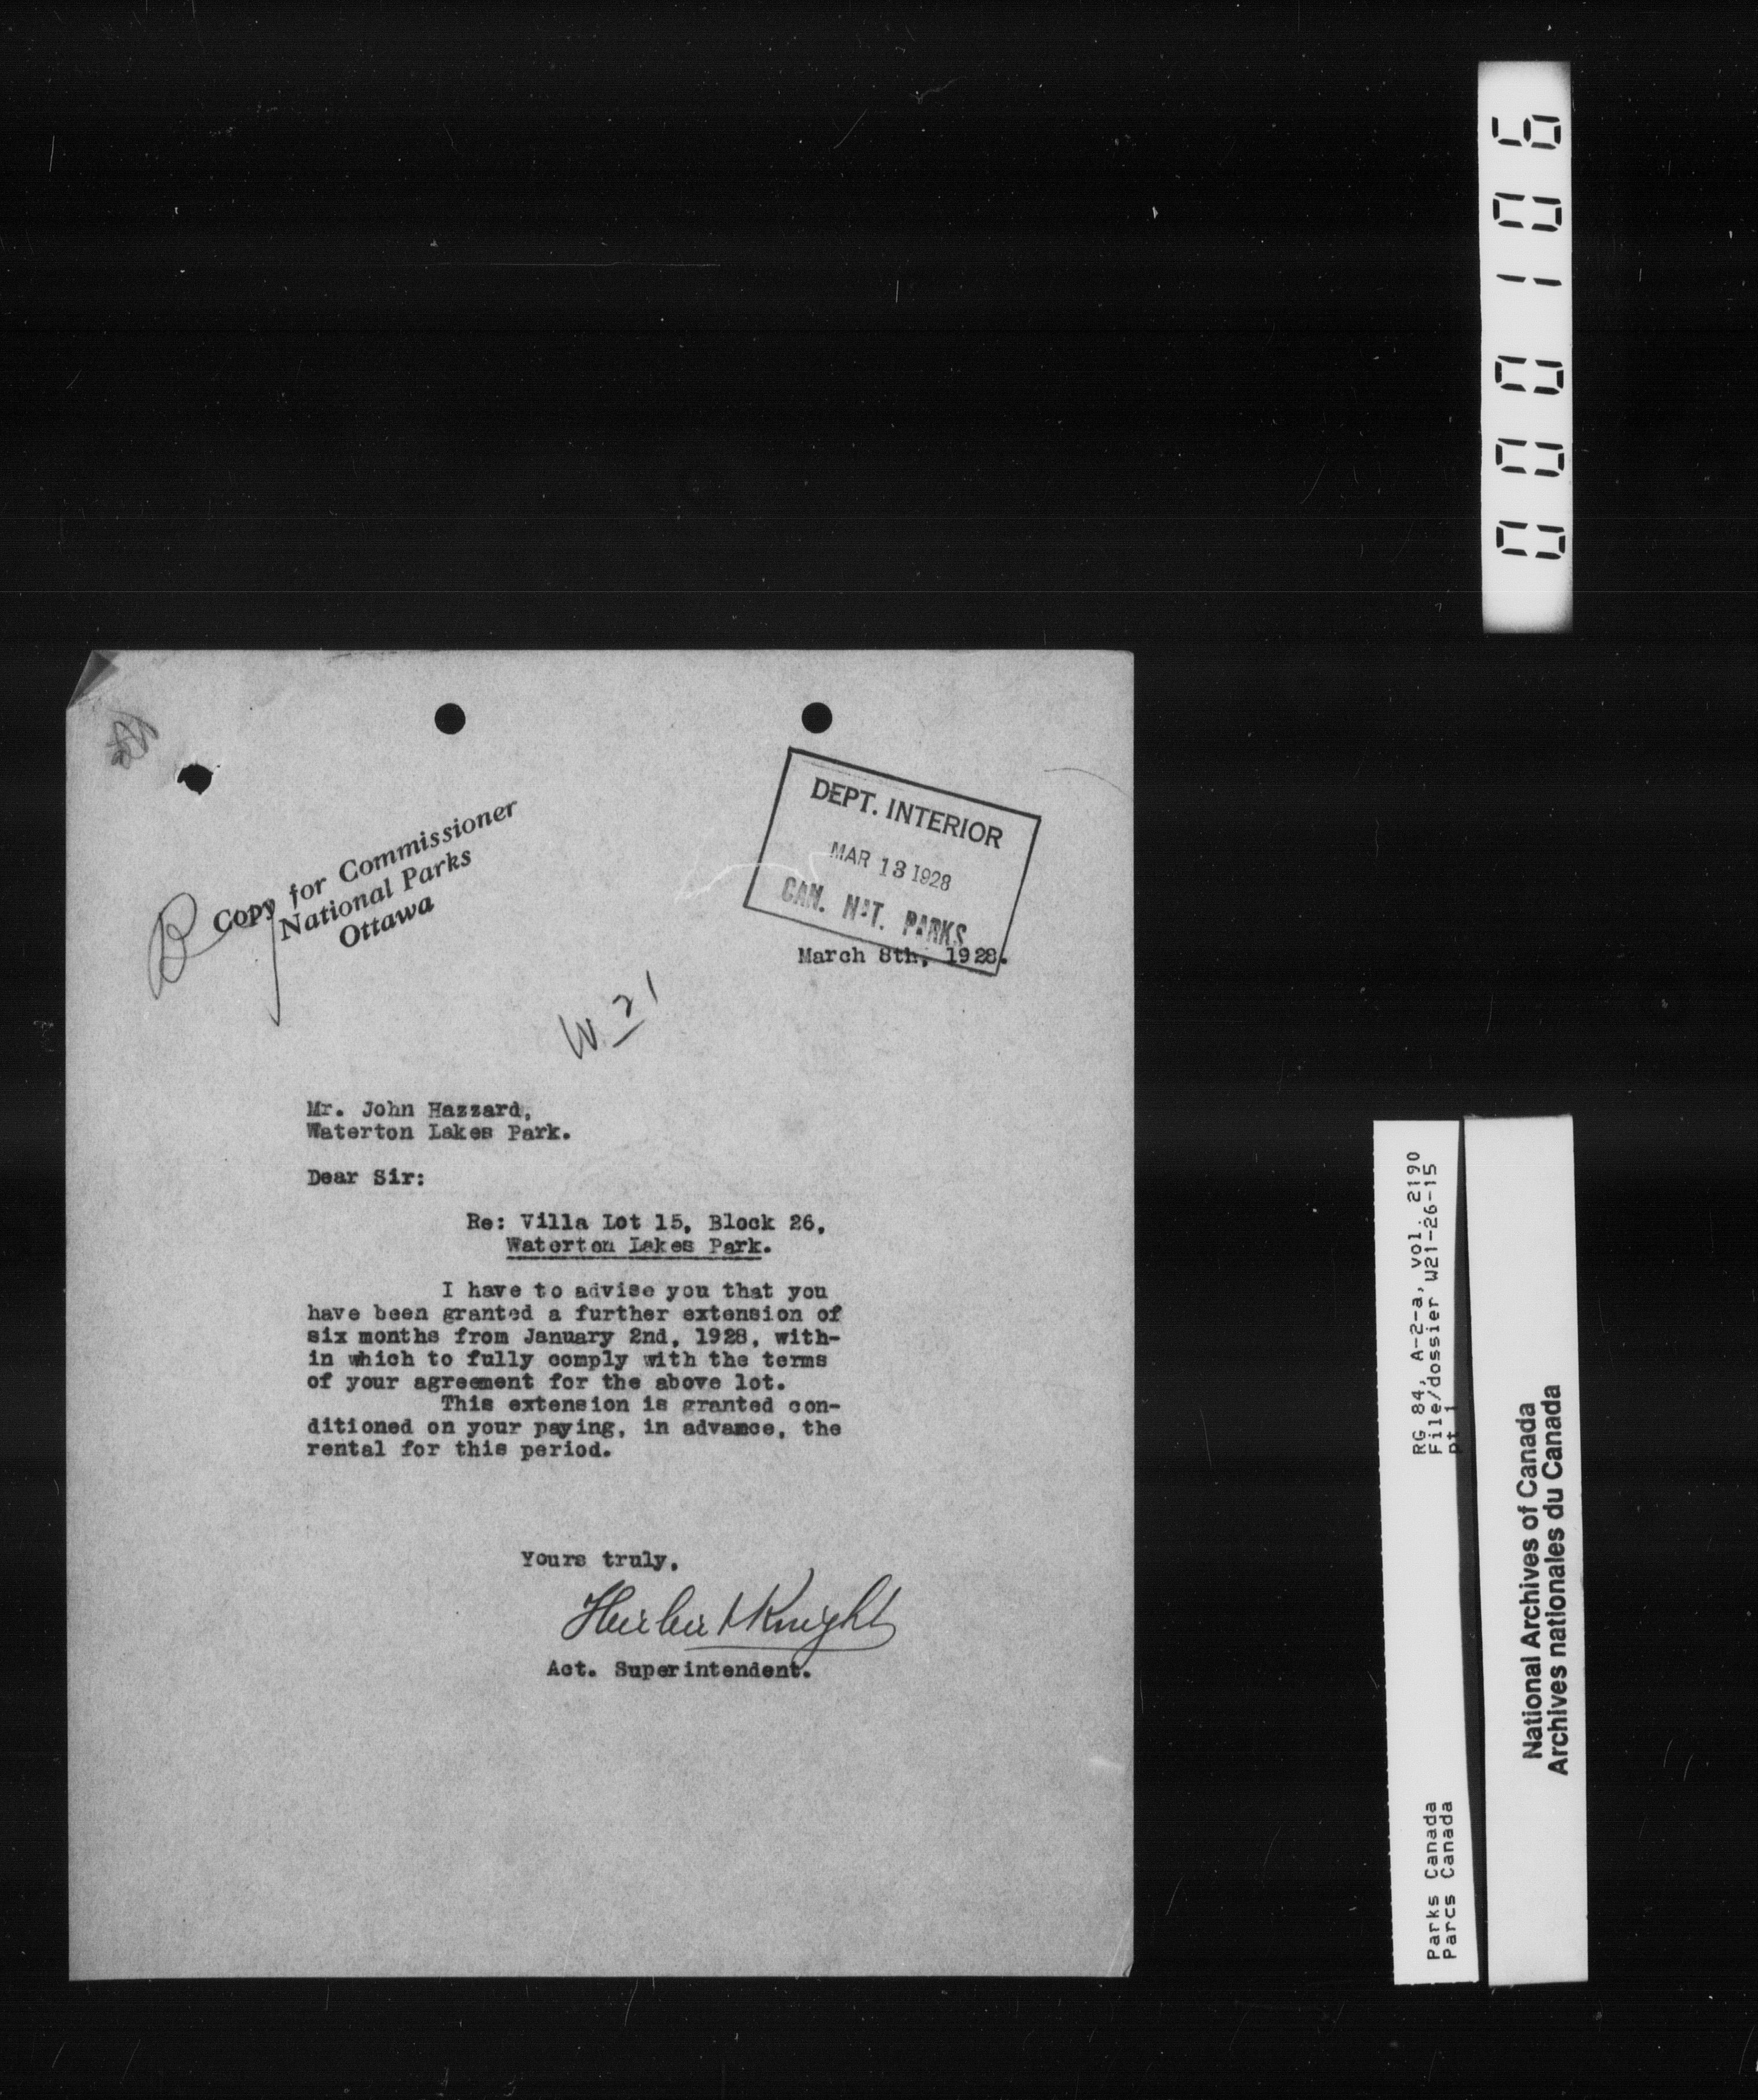 000106
Copy for Commissioner
National Parks
Ottawa
DEPT. INTERIOR
MAR 13 1928
CAN. NAT. PARKS
March 8th, 1928.
W. 21
Mr. John Hazzard,
Waterton Lakes Park.
Dear Sir:
Re: Villa Lot 15, Block 26,
Waterton Lakes Park.
I have to advise you that you
have been granted a further extension of
six months from January 2nd, 1928, with-
in which to fully comply with the terms
of your agreement for the above lot.
This extension is granted con-
ditioned on your paying, in advance, the
rental for this period.
Yours truly,
Herbert Knight
Act. Superintendent.
RG 84, A-2-a, vol. 2190
File/dossier W21-26-15
pt 1
Parks Canada
Parcs Canada
National Archives of Canada
Archives nationales du Canada